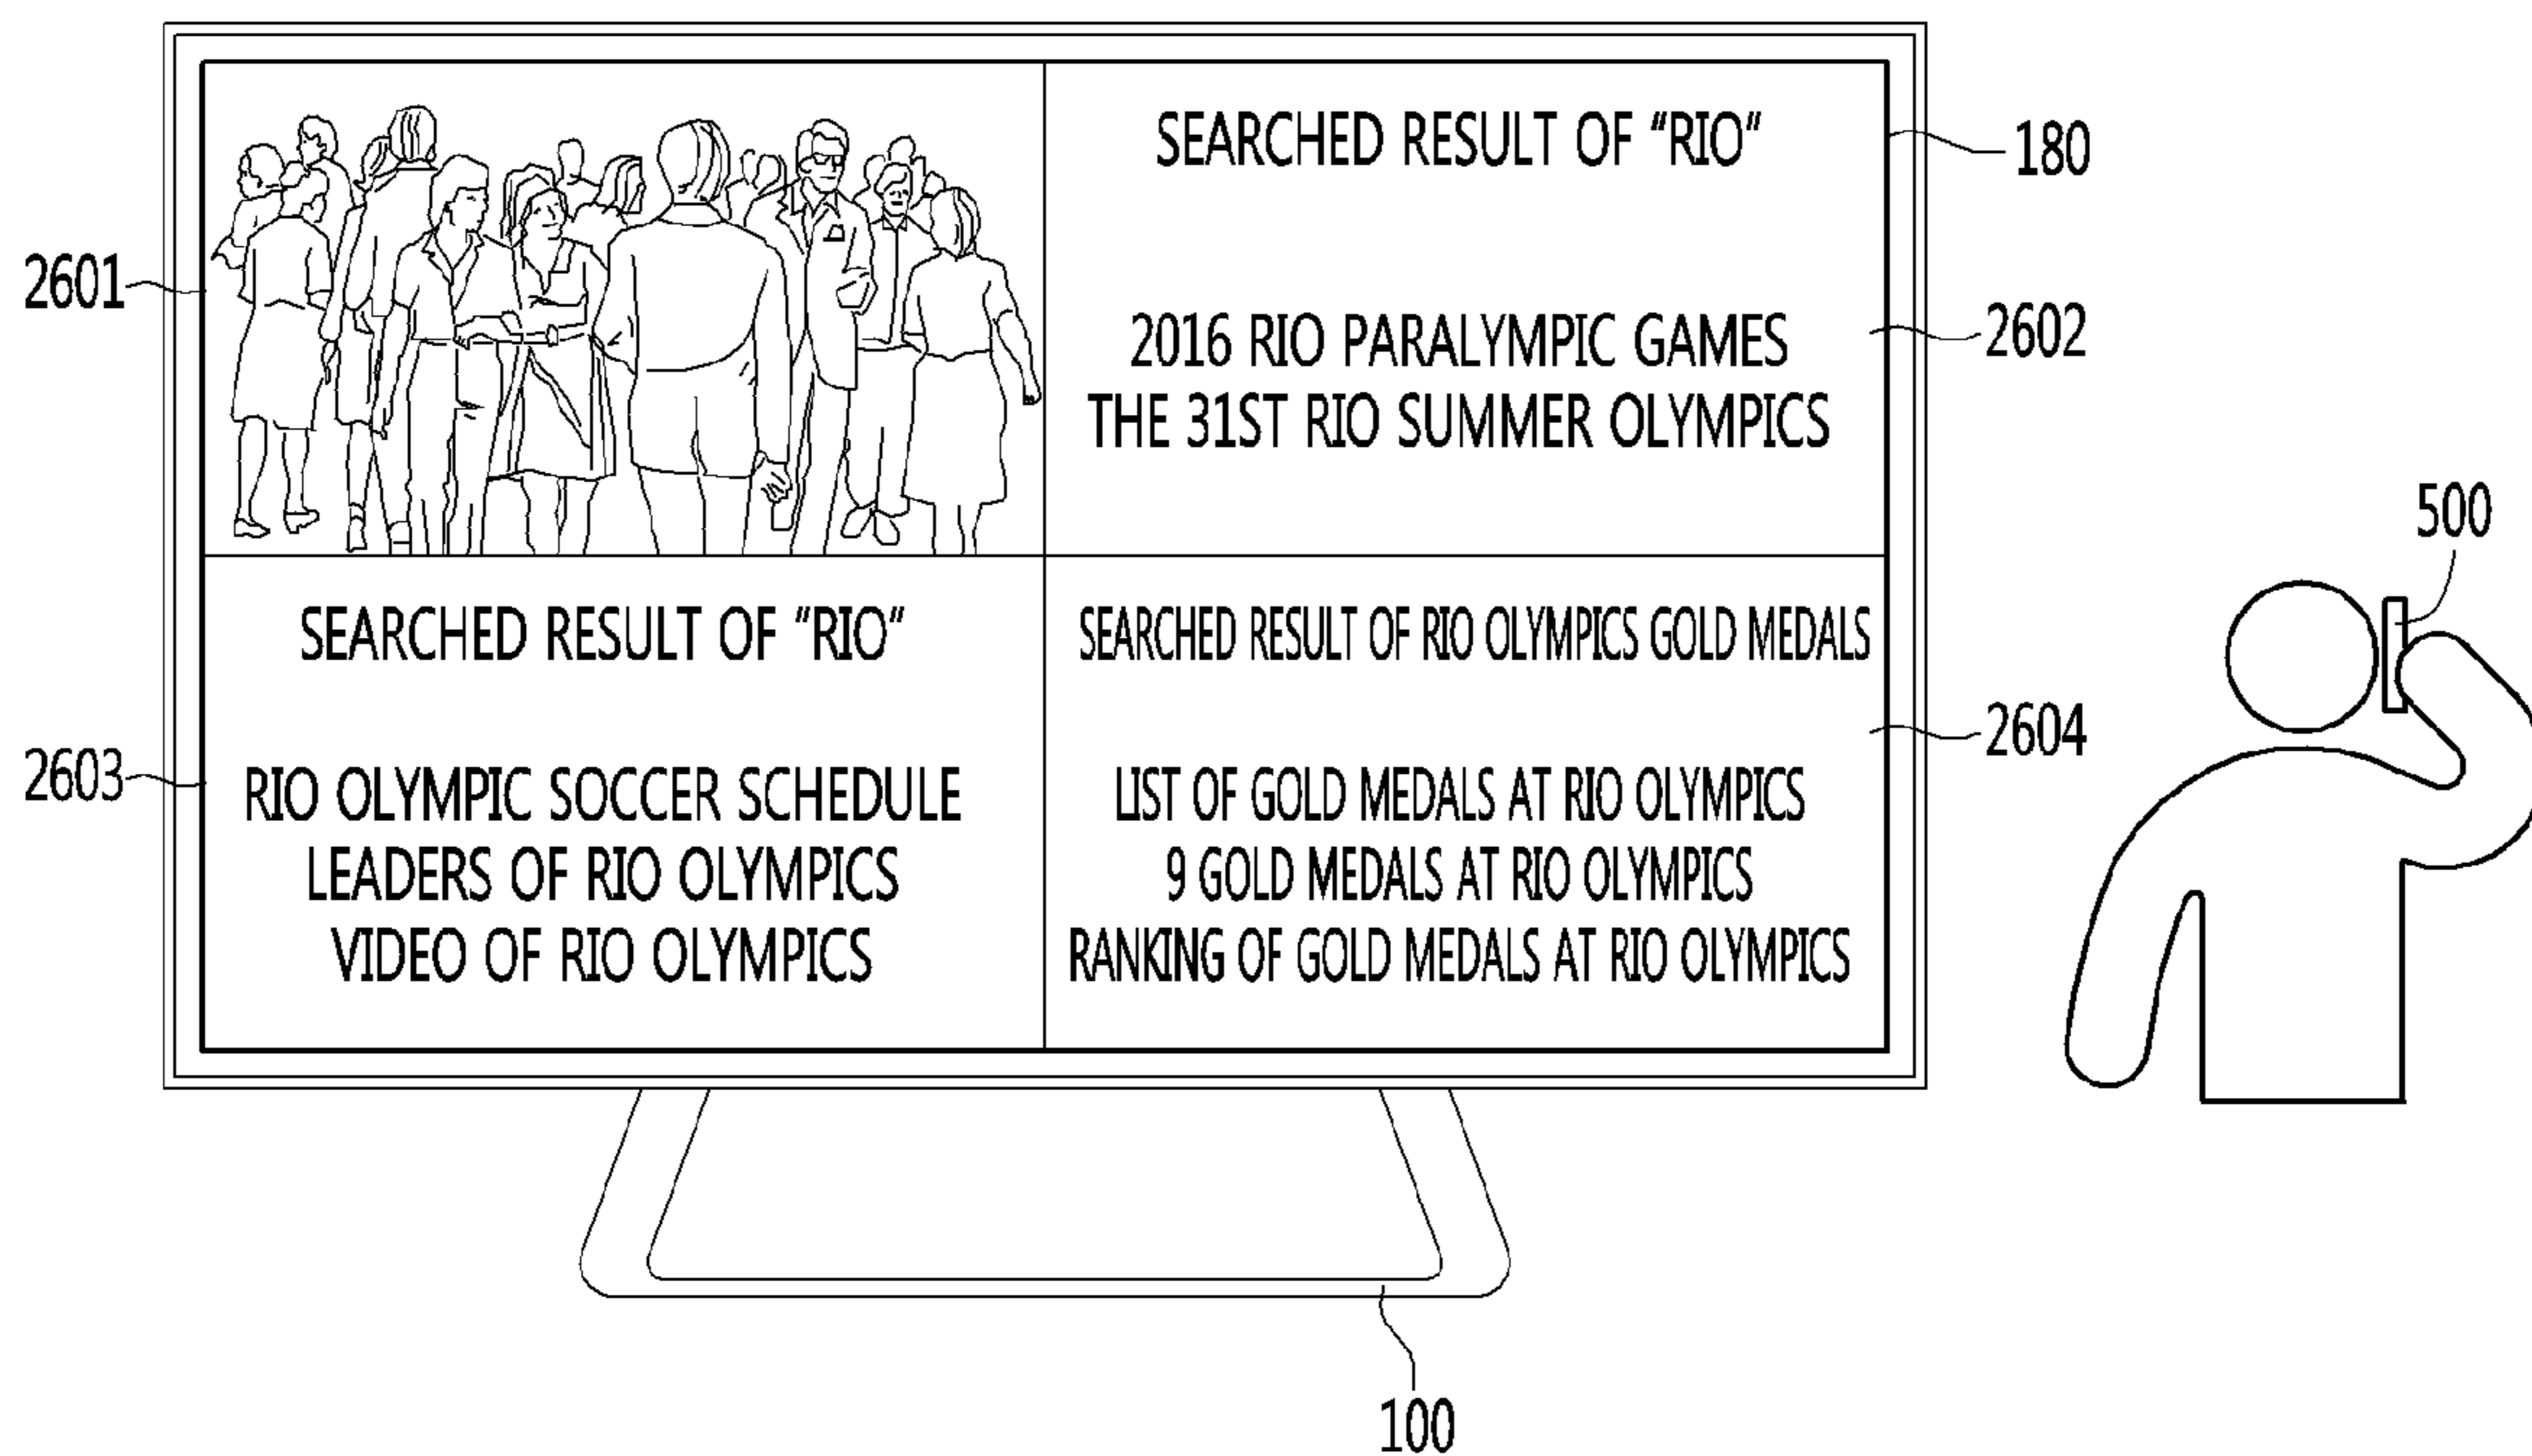 SEARCHED RESULT OF "RIO"
180
2601
2016 RIO PARALYMPIC GAMES
2602
THE 31ST RIO SUMMER OLYMPICS
500
SEARCHED RESULT OF "RIO"
SEARCHED RESULT OF RIO OLYMPICS GOLD MEDALS
2603
2604
RIO OLYMPIC SOCCER SCHEDULE
LEADERS OF RIO OLYMPICS
VIDEO OF RIO OLYMPICS
LIST OF GOLD MEDALS AT RIO OLYMPICS
9 GOLD MEDALS AT RIO OLYMPICS
RANKING OF GOLD MEDALS AT RIO OLYMPICS
100